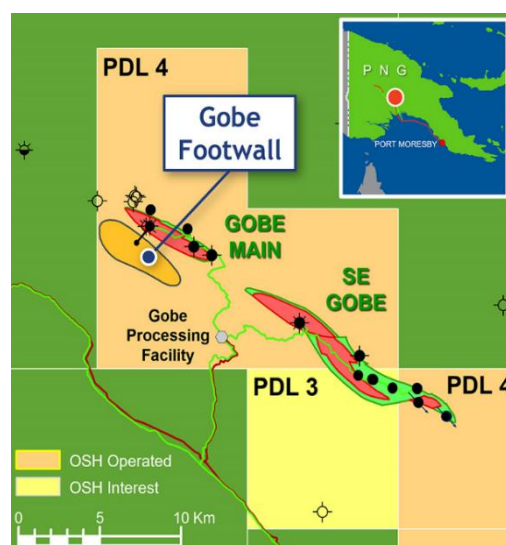 PDL 4
P N G
PORT MORESBY
Gobe
Footwall
GOBE
MAIN
SE
GOBE
Gobe
Processing
Facility
PDL 3
PDL 4
OSH Operated
OSH Interest
0 5 10 Km